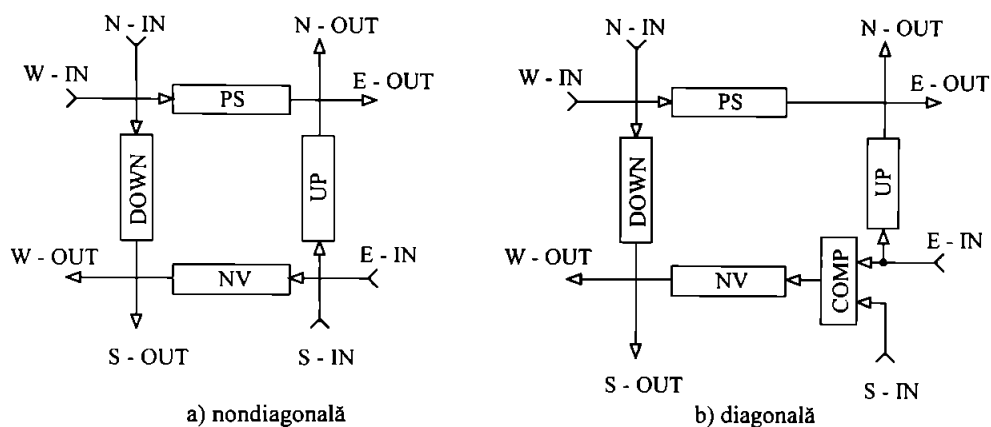 N - IN
N - OUT
W - IN
E - OUT
PS
DOWN
UP
W - OUT
E - IN
NV
S - OUT
S - IN
a) nondiagonală
N - IN
N - OUT
W - IN
E - OUT
PS
DOWN
UP
W - OUT
E - IN
NV
COMP
S - OUT
S - IN
b) diagonală